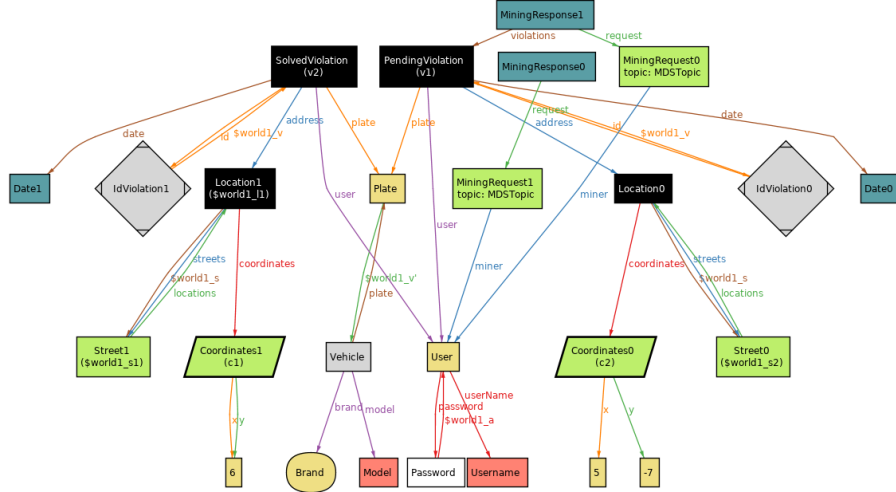 MiningResponse1
violations
request
SolvedViolation
(v2)
PendingViolation
(v1)
MiningResponse0
MiningRequest0
topic: MDSTopic
date
id
$world1_v
address
plate
plate
request
address
id
$world1_v
date
Date1
IdViolation1
Location1
($world1_l1)
user
Plate
MiningRequest1
topic: MDSTopic
miner
Location0
IdViolation0
Date0
user
streets
$world1_s
locations
coordinates
$world1_v'
plate
miner
coordinates
streets
$world1_s
locations
Street1
($world1_s1)
Coordinates1
(c1)
Vehicle
User
Coordinates0
(c2)
Street0
($world1_s2)
x
y
brand
model
password
$world1_a
userName
x
y
6
Brand
Model
Password
Username
5
-7